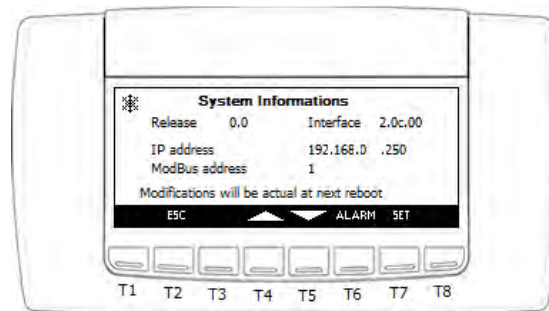 System Informations
Release 0.0 Interface 2.0c.00
IP address 192.168.0 .250
ModBus address 1
Modifications will be actual at next reboot
ESC ALARM SET
T1 T2 T3 T4 T5 T6 T7 T8